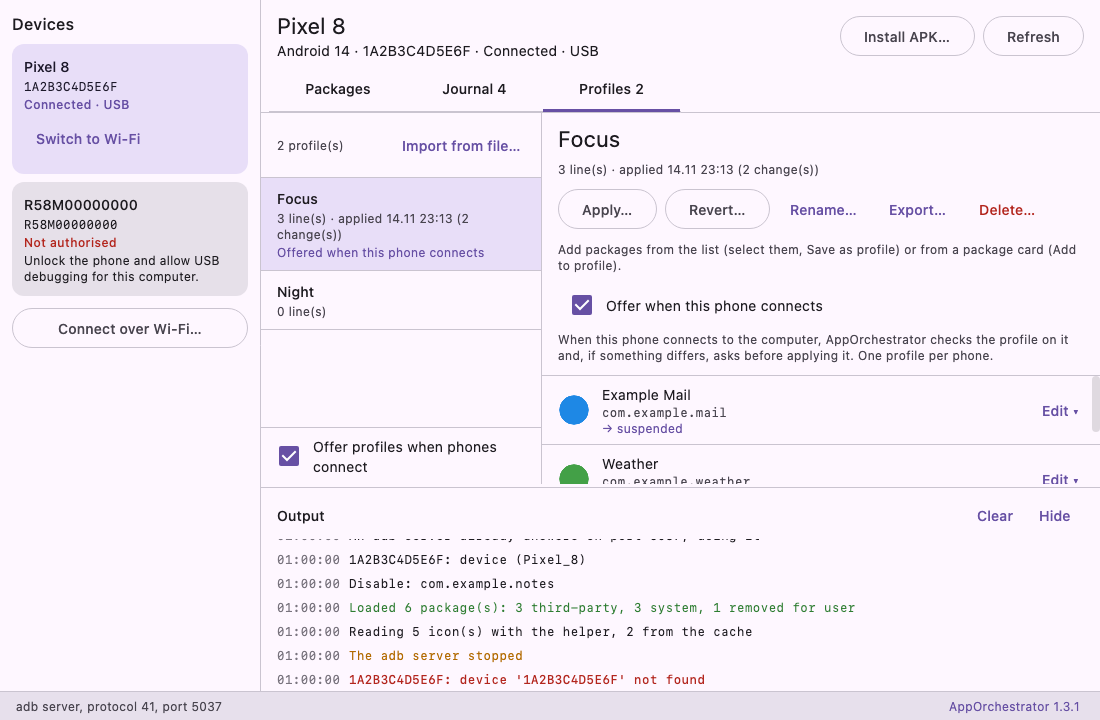 Devices
Pixel 8
1A2B3C4D5E6F
Connected · USB
Switch to Wi-Fi
R58M00000000
R58M00000000
Not authorised
Unlock the phone and allow USB
debugging for this computer.
Connect over Wi-Fi...
Pixel 8
Android 14 · 1A2B3C4D5E6F · Connected · USB
Install APK...
Refresh
Packages
Journal 4
Profiles 2
2 profile(s)
Import from file...
Focus
3 line(s) · applied 14.11 23:13 (2
change(s))
Offered when this phone connects
Night
0 line(s)
Offer profiles when phones
connect
Focus
3 line(s) · applied 14.11 23:13 (2 change(s))
Apply...
Revert...
Rename...
Export...
Delete...
Add packages from the list (select them, Save as profile) or from a package card (Add
to profile).
Offer when this phone connects
When this phone connects to the computer, AppOrchestrator checks the profile on it
and, if something differs, asks before applying it. One profile per phone.
Example Mail
com.example.mail
→ suspended
Edit ▾
Weather
com.example.weather
Edit ▾
Output
Clear
Hide
01:00:00 1A2B3C4D5E6F: device (Pixel_8)
01:00:00 Disable: com.example.notes
01:00:00 Loaded 6 package(s): 3 third-party, 3 system, 1 removed for user
01:00:00 Reading 5 icon(s) with the helper, 2 from the cache
01:00:00 The adb server stopped
01:00:00 1A2B3C4D5E6F: device '1A2B3C4D5E6F' not found
adb server, protocol 41, port 5037
AppOrchestrator 1.3.1